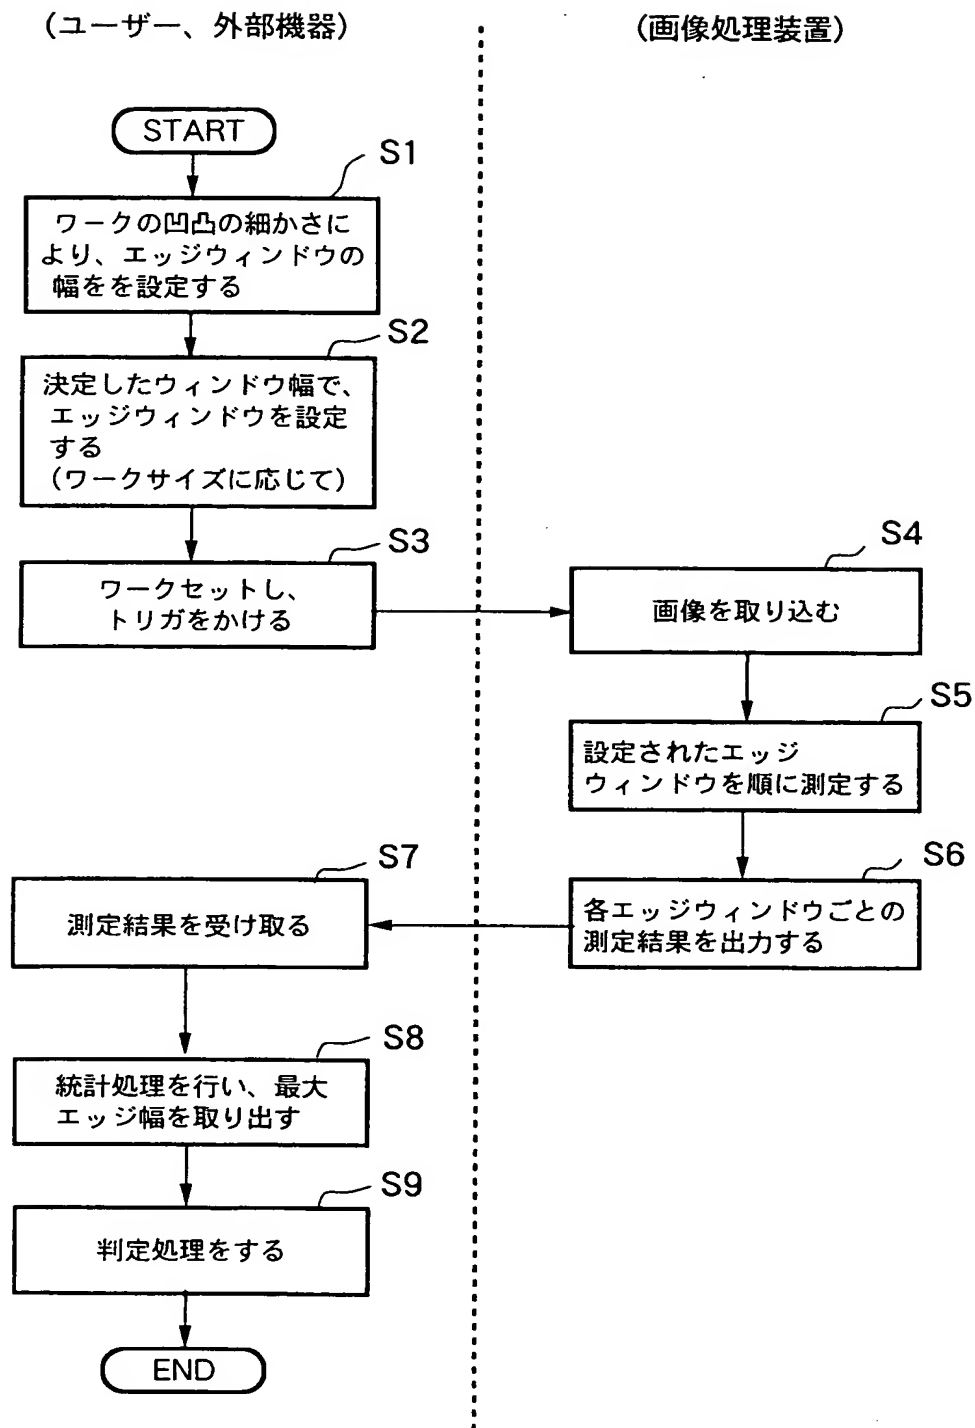 (ユーザー、外部機器)
(画像処理装置)
START
S1
ワークの凹凸の細かさに
より、エッジウィンドウの
幅をを設定する
S2
決定したウィンドウ幅で、
エッジウィンドウを設定
する
(ワークサイズに応じて)
S3
ワークセットし、
トリガをかける
S4
画像を取り込む
S5
設定されたエッジ
ウィンドウを順に測定する
S6
各エッジウィンドウごとの
測定結果を出力する
S7
測定結果を受け取る
S8
統計処理を行い、最大
エッジ幅を取り出す
S9
判定処理をする
END